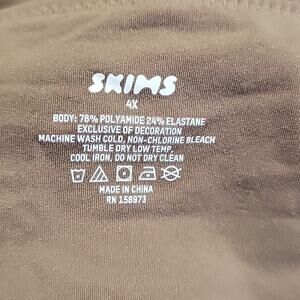 SKIMS
4X
BODY: 76% POLYAMIDE 24% ELASTANE
EXCLUSIVE OF DECORATION
MACHINE WASH COLD, NON-CHLORINE BLEACH
TUMBLE DRY LOW TEMP,
COOL IRON, DO NOT DRY CLEAN
MADE IN CHINA
RN 158973